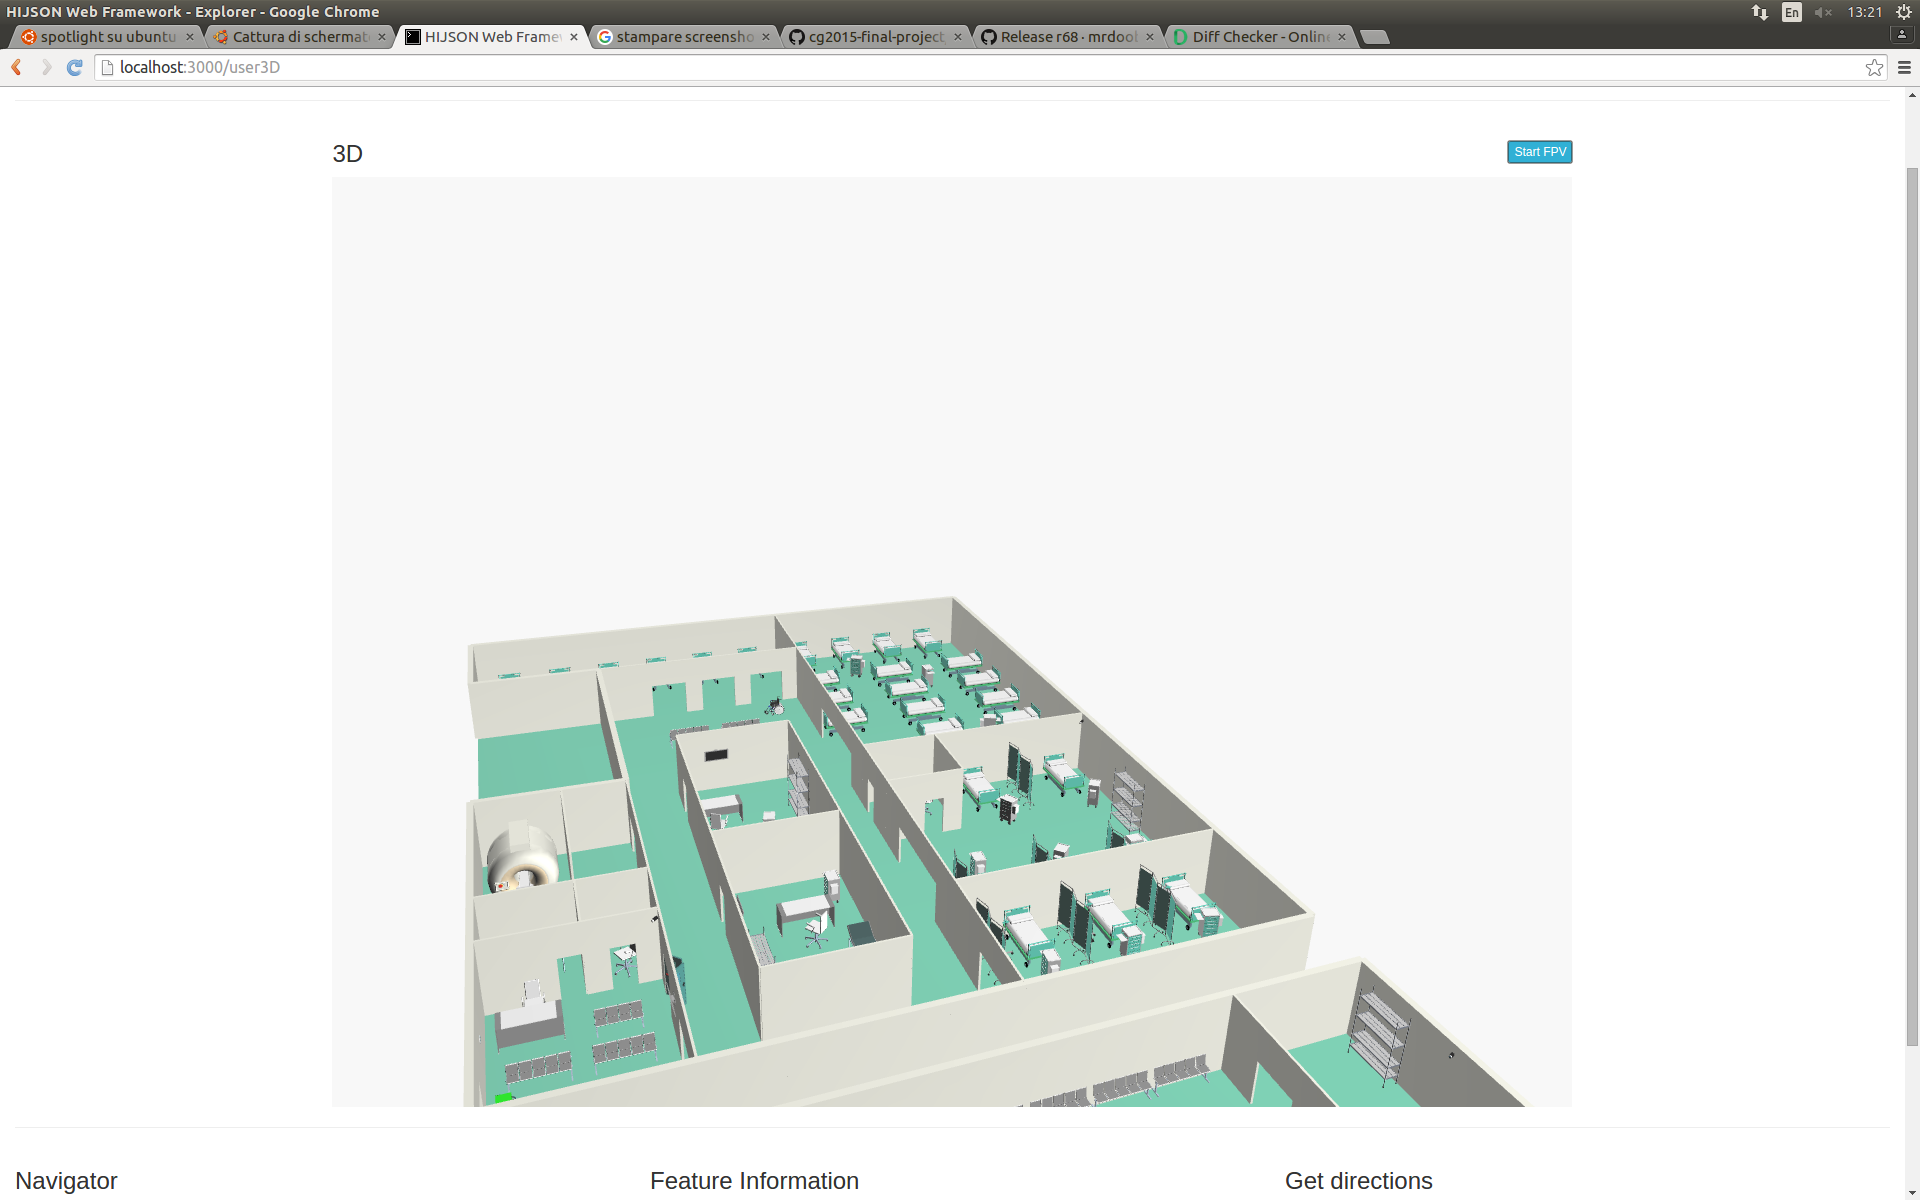 HIJSON Web Framework - Explorer - Google Chrome
En
13:21
spotlight su ubuntu
Cattura di schermat
HIJSON Web Frame
stampare screensho
cg2015-final-project
Release r68 · mrdoob
Diff Checker - Online
localhost:3000/user3D
3D
Start FPV
Navigator
Feature Information
Get directions